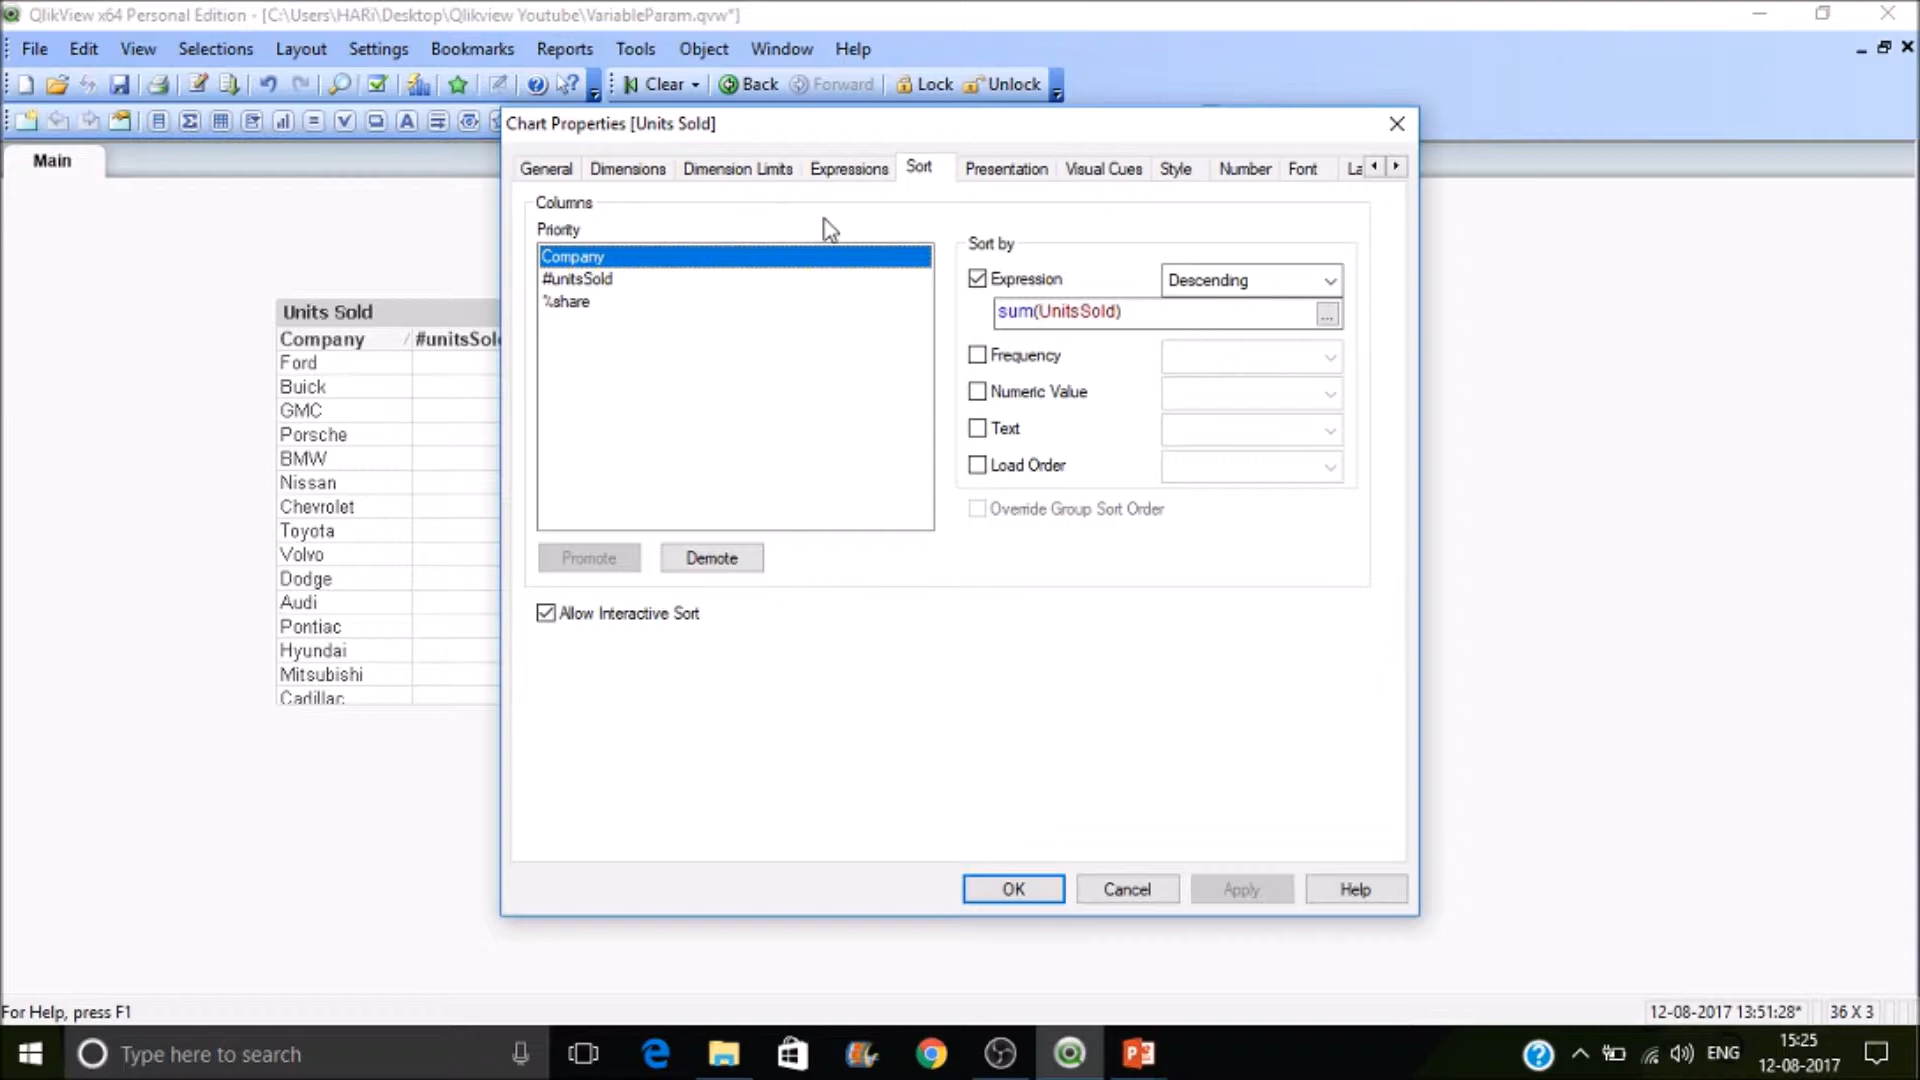 QlikView x64 Personal Edition - [C:\Users\HARi\Desktop\Qlikview Youtube\VariableParam.qvw*]
File Edit View Selections Layout Settings Bookmarks Reports Tools Object Window Help
Clear Back Forward Lock Unlock
Main
Chart Properties [Units Sold]
General Dimensions Dimension Limits Expressions Sort Presentation Visual Cues Style Number Font La
Columns
Priority
Company
#unitsSold
%share
Promote Demote
Allow Interactive Sort
Sort by
Expression Descending
sum(UnitsSold)
...
Frequency
Numeric Value
Text
Load Order
Override Group Sort Order
OK Cancel Apply Help
Units Sold
Company / #unitsSol
Ford
Buick
GMC
Porsche
BMW
Nissan
Chevrolet
Toyota
Volvo
Dodge
Audi
Pontiac
Hyundai
Mitsubishi
Cadillac
For Help, press F1
12-08-2017 13:51:28* 36 X 3
Type here to search
ENG
15:25
12-08-2017